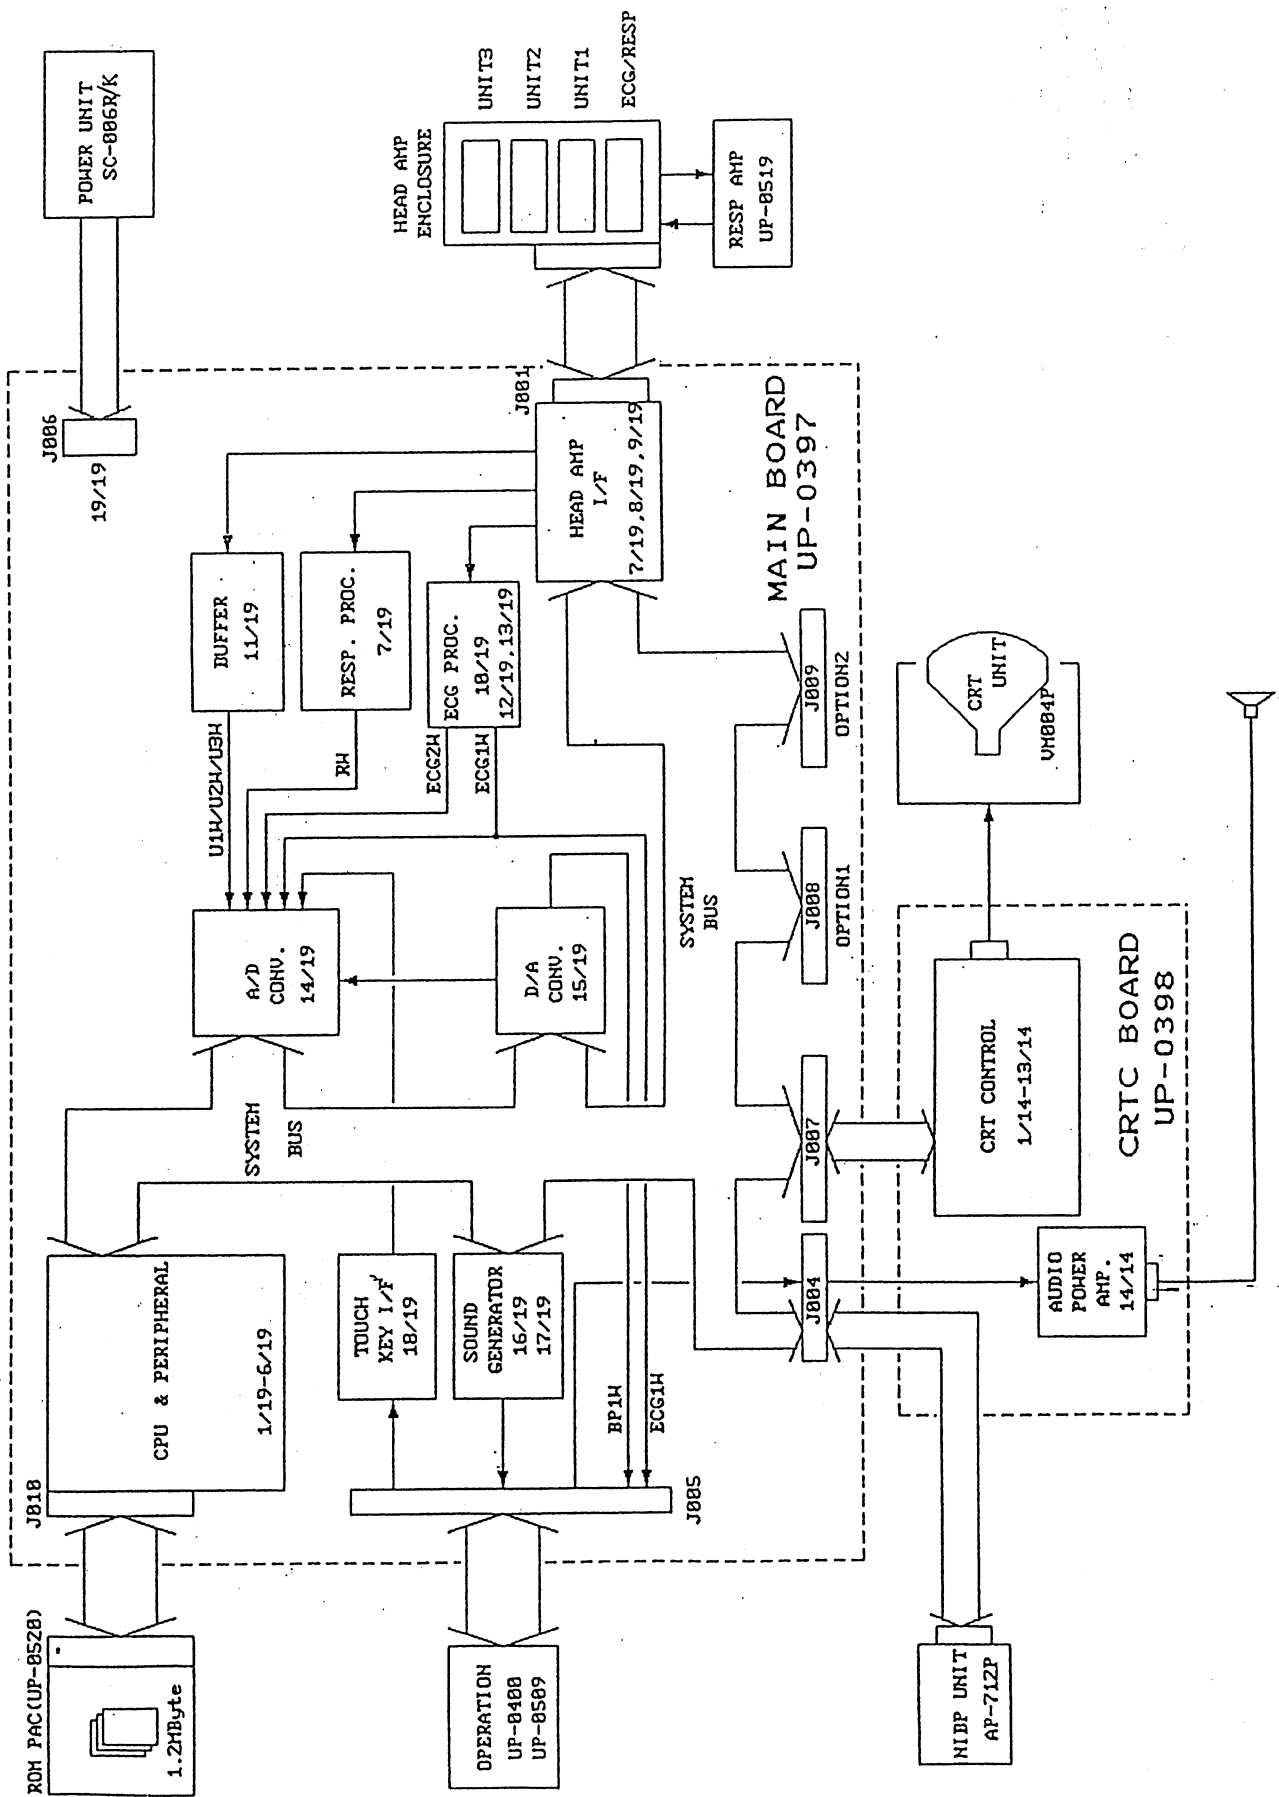 ROM PAC(UP-0520)
1.2MByte
J010
CPU & PERIPHERAL
1/19-6/19
SYSTEM
BUS
A/D
CONV.
14/19
U1W/U2W/U3W
BUFFER
11/19
RW
RESP. PROC.
7/19
ECG2W
ECG1W
ECG PROC.
10/19
12/19,13/19
J006
19/19
POWER UNIT
SC-006R/K
TOUCH
KEY I/F
18/19
SOUND
GENERATOR
16/19
17/19
D/A
CONV.
15/19
HEAD AMP
I/F
7/19,8/19,9/19
J001
HEAD AMP
ENCLOSURE
UNIT3
UNIT2
UNIT1
ECG/RESP
RESP AMP
UP-0519
OPERATION
UP-0400
UP-0509
J005
BP1W
ECG1W
SYSTEM
BUS
MAIN BOARD
UP-0397
J004
J007
J008
OPTION1
J009
OPTION2
NIBP UNIT
AP-712P
AUDIO
POWER
AMP.
14/14
CRT CONTROL
1/14-13/14
CRTC BOARD
UP-0398
CRT
UNIT
VM004P